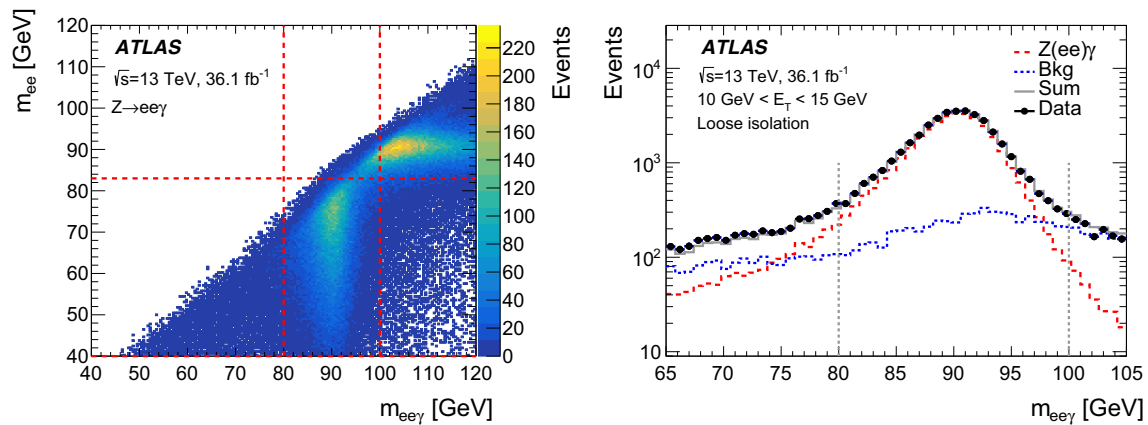 ATLAS
√s=13 TeV, 36.1 fb⁻¹
Z→eeγ
m_ee [GeV]
120
110
100
90
80
70
60
50
40
40 50 60 70 80 90 100 110 120
m_eeγ [GeV]
220
200
180
160
140
120
100
80
60
40
20
0
Events
ATLAS
√s=13 TeV, 36.1 fb⁻¹
10 GeV < E_T < 15 GeV
Loose isolation
Z(ee)γ
Bkg
Sum
Data
Events
10⁴
10³
10²
10
65 70 75 80 85 90 95 100 105
m_eeγ [GeV]